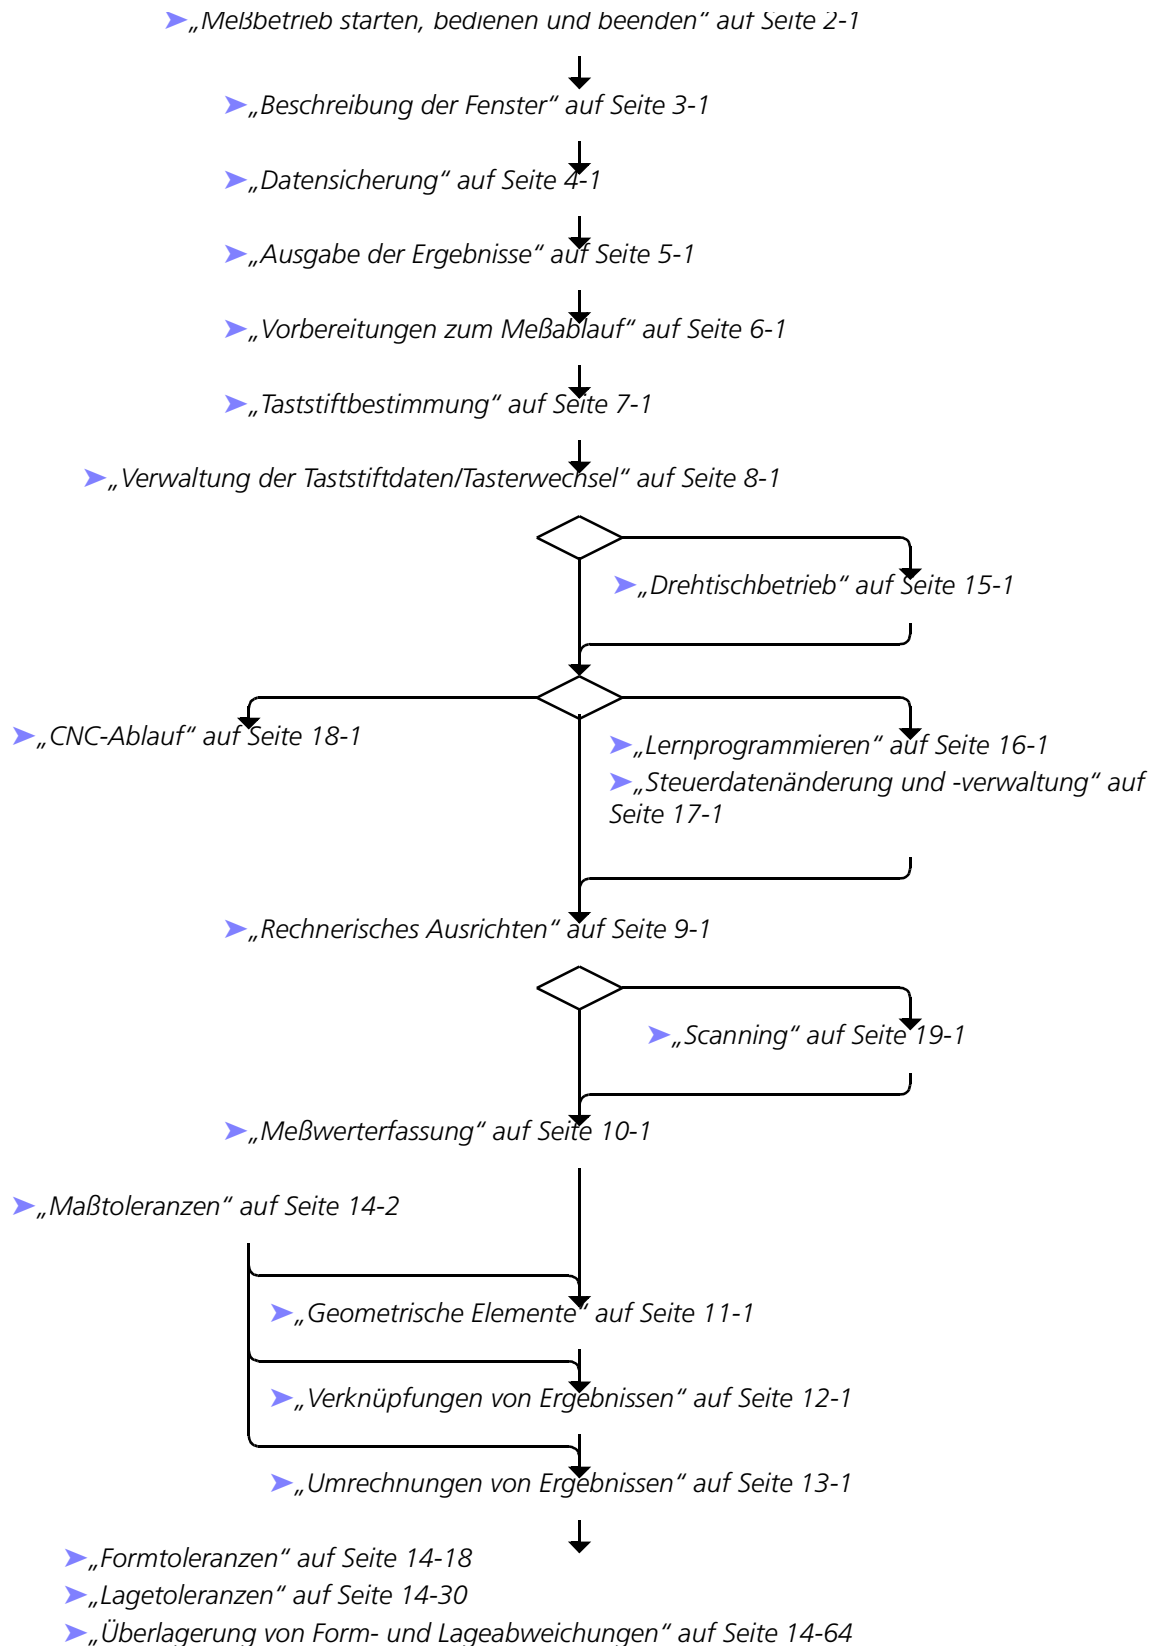 ➤„Meßbetrieb starten, bedienen und beenden“ auf Seite 2-1
➤„Beschreibung der Fenster“ auf Seite 3-1
➤„Datensicherung“ auf Seite 4-1
➤„Ausgabe der Ergebnisse“ auf Seite 5-1
➤„Vorbereitungen zum Meßablauf“ auf Seite 6-1
➤„Taststiftbestimmung“ auf Seite 7-1
➤„Verwaltung der Taststiftdaten/Tasterwechsel“ auf Seite 8-1
➤„Drehtischbetrieb“ auf Seite 15-1
➤„CNC-Ablauf“ auf Seite 18-1
➤„Lernprogrammieren“ auf Seite 16-1
➤„Steuerdatenänderung und -verwaltung“ auf
Seite 17-1
➤„Rechnerisches Ausrichten“ auf Seite 9-1
➤„Scanning“ auf Seite 19-1
➤„Meßwerterfassung“ auf Seite 10-1
➤„Maßtoleranzen“ auf Seite 14-2
➤„Geometrische Elemente“ auf Seite 11-1
➤„Verknüpfungen von Ergebnissen“ auf Seite 12-1
➤„Umrechnungen von Ergebnissen“ auf Seite 13-1
➤„Formtoleranzen“ auf Seite 14-18
➤„Lagetoleranzen“ auf Seite 14-30
➤„Überlagerung von Form- und Lageabweichungen“ auf Seite 14-64